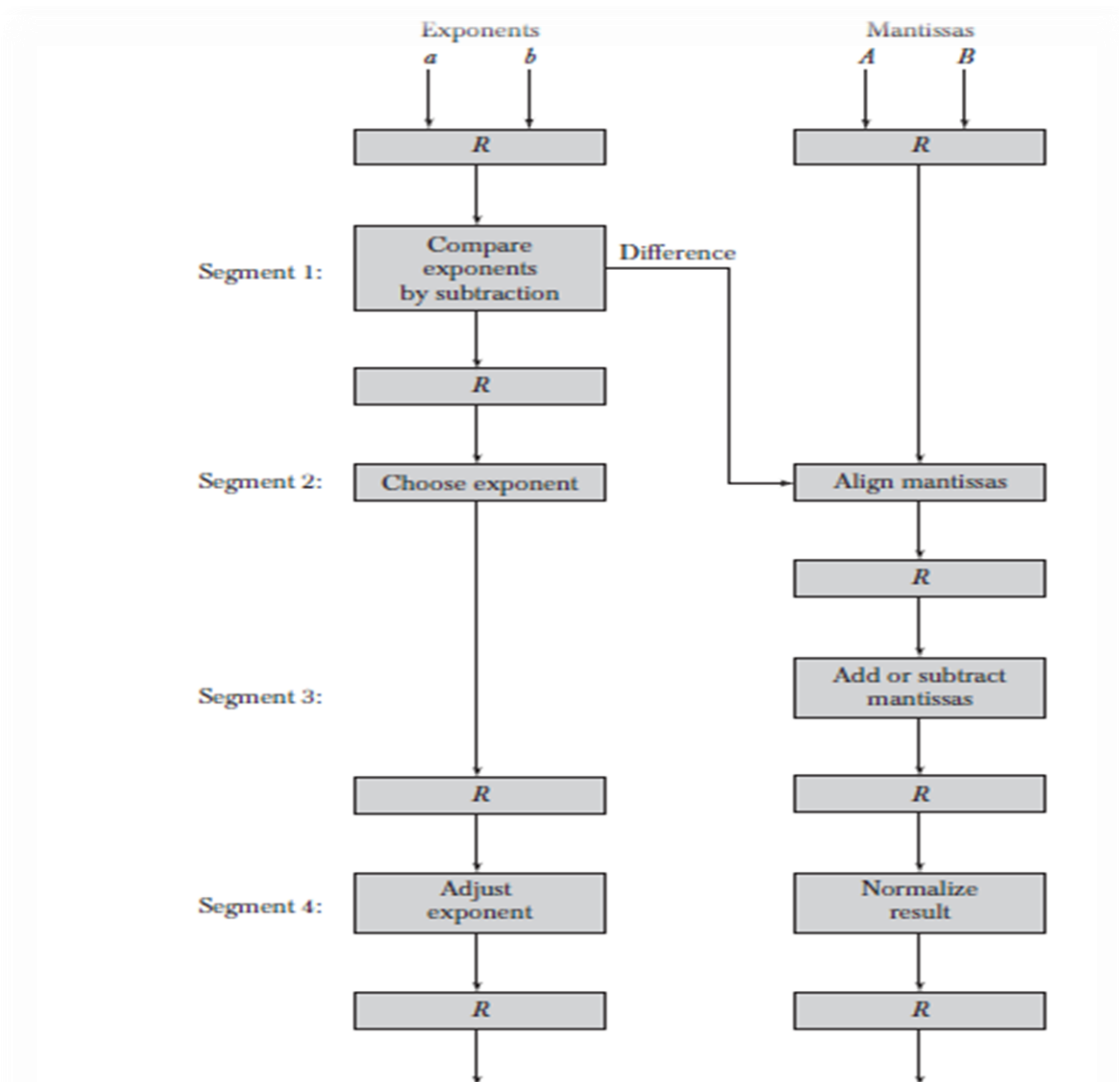 Exponents
Mantissas
a b
A B
R
R
Segment 1:
Compare
exponents
by subtraction
Difference
R
Segment 2:
Choose exponent
Align mantissas
R
Segment 3:
Add or subtract
mantissas
R
R
Segment 4:
Adjust
exponent
Normalize
result
R
R